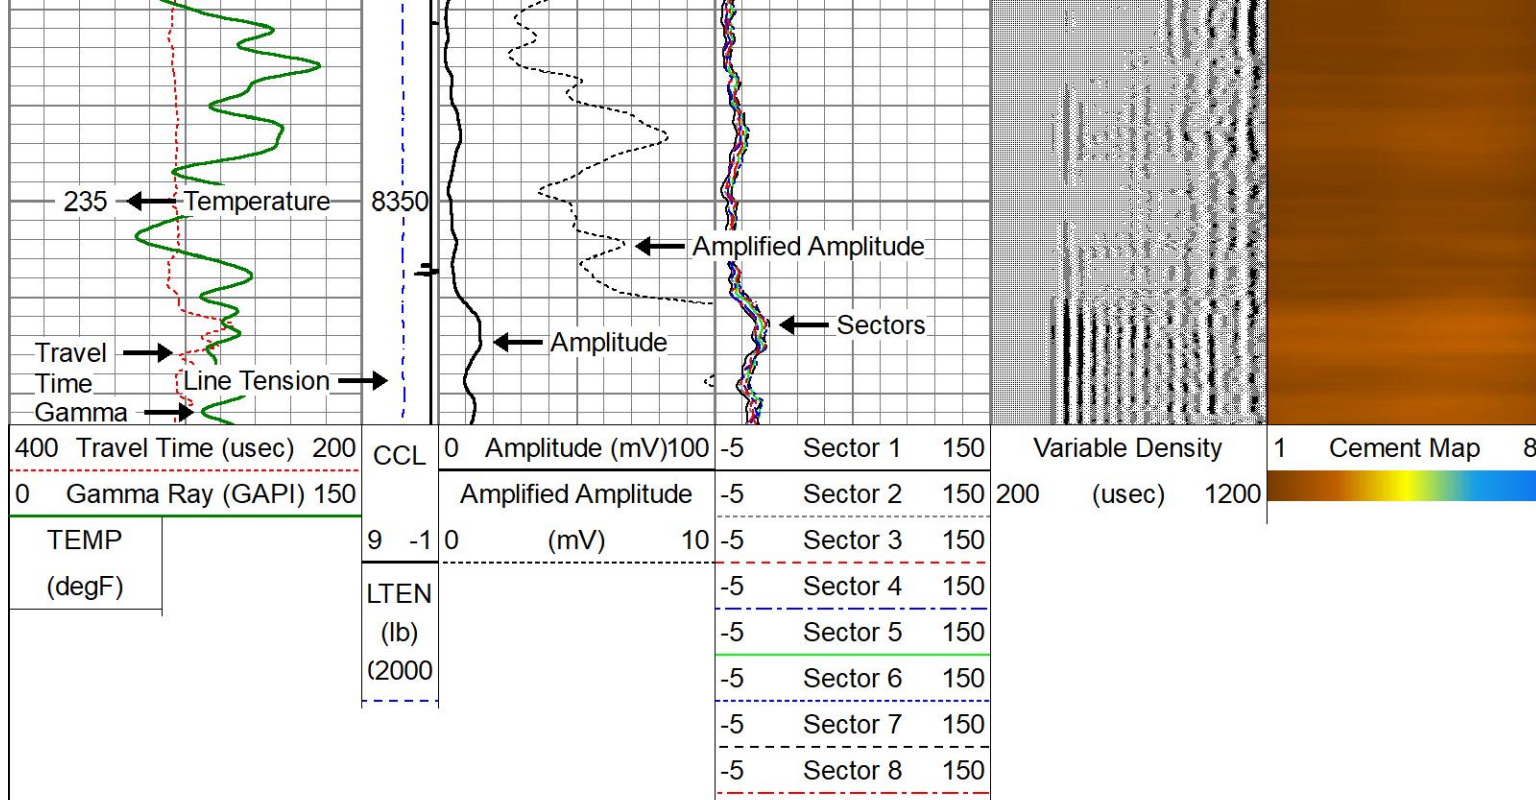 235 Temperature
8350
Amplified Amplitude
Sectors
Amplitude
Travel
Time
Line Tension
Gamma
400 Travel Time (usec) 200
0 Gamma Ray (GAPI) 150
TEMP
(degF)
CCL
9 -1
LTEN
(lb)
(2000
0 Amplitude (mV)100
Amplified Amplitude
0 (mV) 10
-5 Sector 1 150
-5 Sector 2 150
-5 Sector 3 150
-5 Sector 4 150
-5 Sector 5 150
-5 Sector 6 150
-5 Sector 7 150
-5 Sector 8 150
Variable Density
200 (usec) 1200
1 Cement Map 8